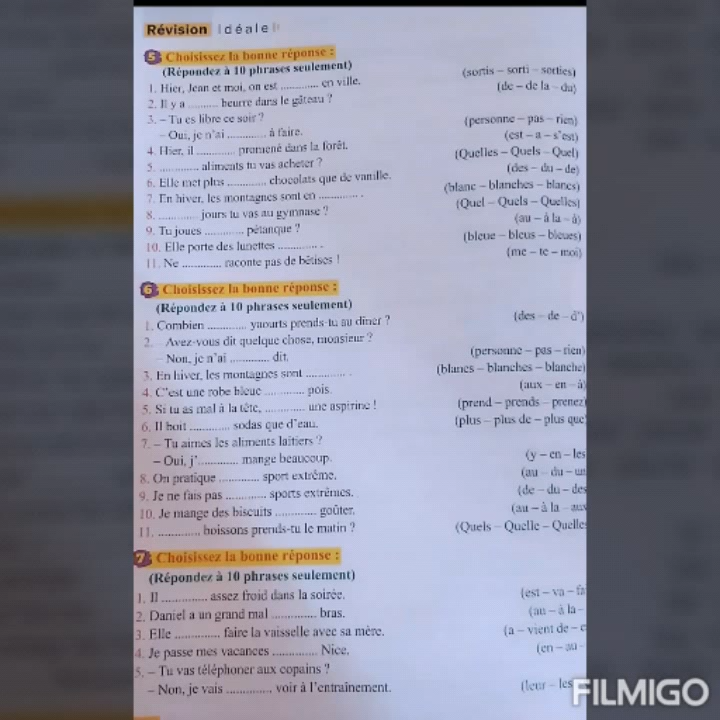 Révision Idéale
5 Choisissez la bonne réponse :
(Répondez à 10 phrases seulement)
1. Hier, Jean et moi, on est ............ en ville. (sortis – sorti – sorties)
2. Il y a ......... beurre dans le gâteau ? (de – de la – du)
3. – Tu es libre ce soir ?
– Oui, je n'ai ............ à faire. (personne – pas – rien)
4. Hier, il ............ promené dans la forêt. (est – a – s'est)
5. ............ aliments tu vas acheter ? (Quelles – Quels – Quel)
6. Elle met plus ............ chocolats que de vanille. (des – du – de)
7. En hiver, les montagnes sont en ............ . (blanc – blanches – blancs)
8. ............ jours tu vas au gymnase ? (Quel – Quels – Quelles)
9. Tu joues ............ pétanque ? (au – à la – à)
10. Elle porte des lunettes ............ . (bleue – bleus – bleues)
11. Ne ............ raconte pas de bêtises ! (me – te – moi)
6 Choisissez la bonne réponse :
(Répondez à 10 phrases seulement)
1. Combien ............ yaourts prends-tu au dîner ? (des – de – d')
2. – Avez-vous dit quelque chose, monsieur ?
– Non, je n'ai ............ dit. (personne – pas – rien)
3. En hiver, les montagnes sont ............ . (blancs – blanches – blanche)
4. C'est une robe bleue ............ pois. (aux – en – à)
5. Si tu as mal à la tête, ............ une aspirine ! (prend – prends – prenez)
6. Il boit ............ sodas que d'eau. (plus – plus de – plus que
7. – Tu aimes les aliments laitiers ?
– Oui, j'............ mange beaucoup. (y – en – les
8. On pratique ............ sport extrême. (au – du – un
9. Je ne fais pas ............ sports extrêmes. (de – du – des
10. Je mange des biscuits ............ goûter. (au – à la – aux
11. ............ boissons prends-tu le matin ? (Quels – Quelle – Quelles
7 Choisissez la bonne réponse :
(Répondez à 10 phrases seulement)
1. Il ............ assez froid dans la soirée. (est – va – fa
2. Daniel a un grand mal ............ bras. (au – à la –
3. Elle ............ faire la vaisselle avec sa mère. (a – vient de –
4. Je passe mes vacances ............ Nice. (en – au –
5. – Tu vas téléphoner aux copains ?
– Non, je vais ............ voir à l'entraînement. (leur – les
FILMIGO